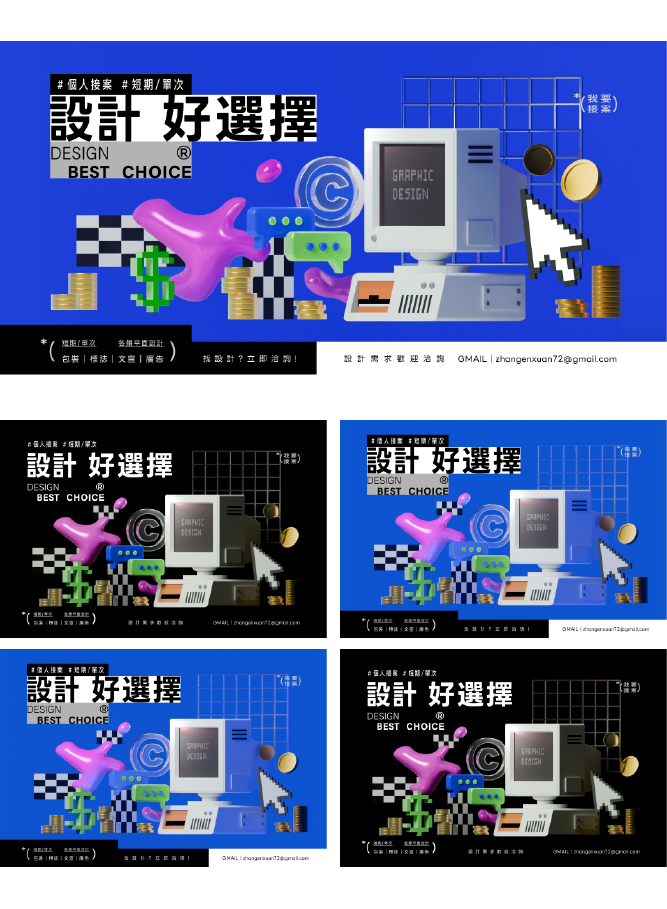 #個人接案 #短期/單次
設計 好選擇
DESIGN ®
BEST CHOICE
*(我要接案)
GRAPHIC
DESIGN
*(短期/單次 各類平面設計
包裝|標誌|文宣|廣告)
找設計?立即洽詢!
設計需求歡迎洽詢 GMAIL|zhangenxuan72@gmail.com
#個人接案 #短期/單次
設計 好選擇
DESIGN ®
BEST CHOICE
*(我要接案)
GRAPHIC
DESIGN
*(短期/單次 各類平面設計
包裝|標誌|文宣|廣告)
設計需求歡迎洽詢
GMAIL|zhangenxuan72@gmail.com
#個人接案 #短期/單次
設計 好選擇
DESIGN ®
BEST CHOICE
*(我要接案)
GRAPHIC
DESIGN
*(短期/單次 各類平面設計
包裝|標誌|文宣|廣告)
找設計?立即洽詢!
GMAIL|zhangenxuan72@gmail.com
#個人接案 #短期/單次
設計 好選擇
DESIGN ®
BEST CHOICE
*(我要接案)
GRAPHIC
DESIGN
*(短期/單次 各類平面設計
包裝|標誌|文宣|廣告)
找設計?立即洽詢!
GMAIL|zhangenxuan72@gmail.com
#個人接案 #短期/單次
設計 好選擇
DESIGN ®
BEST CHOICE
*(我要接案)
GRAPHIC
DESIGN
*(短期/單次 各類平面設計
包裝|標誌|文宣|廣告)
設計需求歡迎洽詢
GMAIL|zhangenxuan72@gmail.com